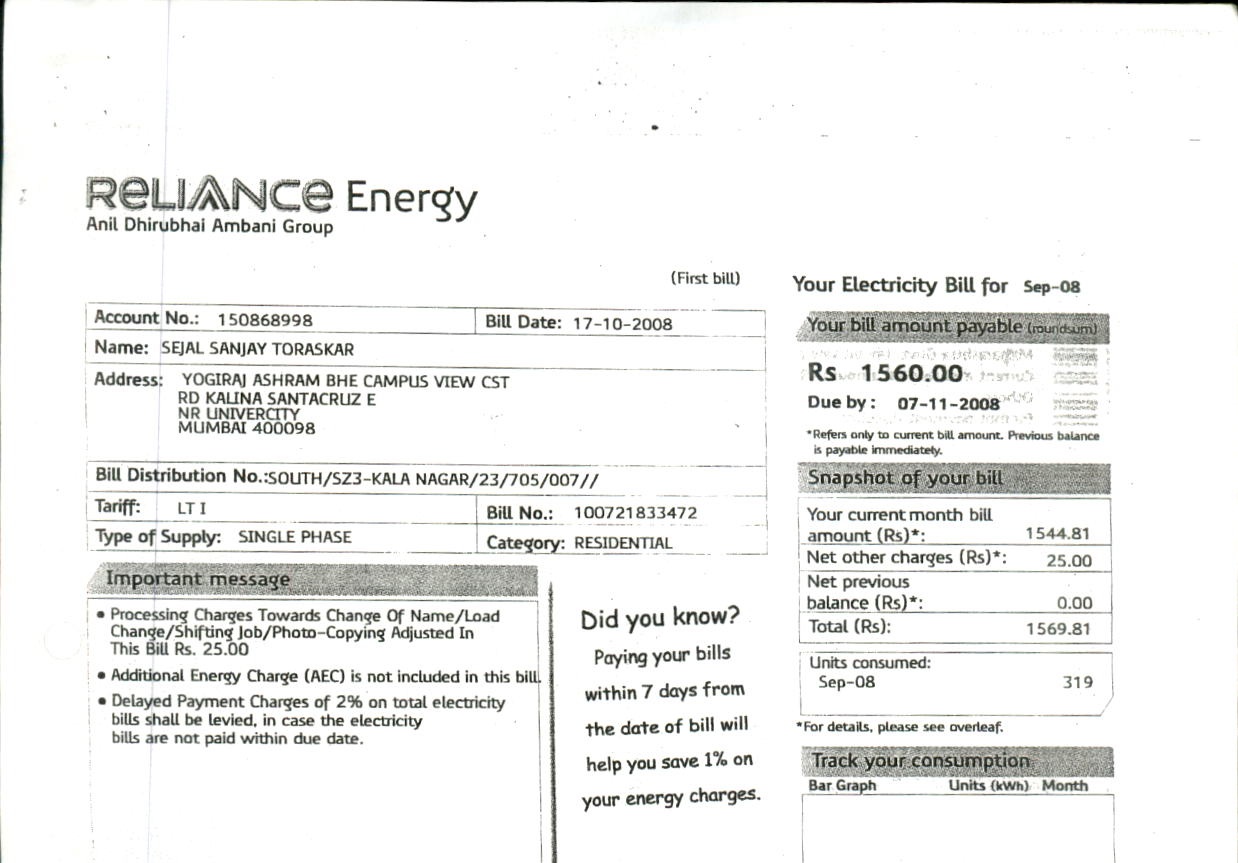 RELIANCE Energy
Anil Dhirubhai Ambani Group
(First bill)
Your Electricity Bill for Sep-08
Account No.: 150868998
Bill Date: 17-10-2008
Name: SEJAL SANJAY TORASKAR
Address: YOGIRAJ ASHRAM BHE CAMPUS VIEW CST
RD KALINA SANTACRUZ E
NR UNIVERCITY
MUMBAI 400098
Bill Distribution No.:SOUTH/SZ3-KALA NAGAR/23/705/007//
Tariff: LT I
Bill No.: 100721833472
Type of Supply: SINGLE PHASE
Category: RESIDENTIAL
Your bill amount payable (roundsum)
Rs 1560.00
Due by: 07-11-2008
*Refers only to current bill amount. Previous balance
is payable immediately.
Snapshot of your bill
Your current month bill
amount (Rs)*: 1544.81
Net other charges (Rs)*: 25.00
Net previous
balance (Rs)*: 0.00
Total (Rs): 1569.81
Units consumed:
Sep-08 319
*For details, please see overleaf.
Track your consumption
Bar Graph Units (kWh) Month
Important message
• Processing Charges Towards Change Of Name/Load
Change/Shifting Job/Photo-Copying Adjusted In
This Bill Rs. 25.00
• Additional Energy Charge (AEC) is not included in this bill.
• Delayed Payment Charges of 2% on total electricity
bills shall be levied, in case the electricity
bills are not paid within due date.
Did you know?
Paying your bills
within 7 days from
the date of bill will
help you save 1% on
your energy charges.